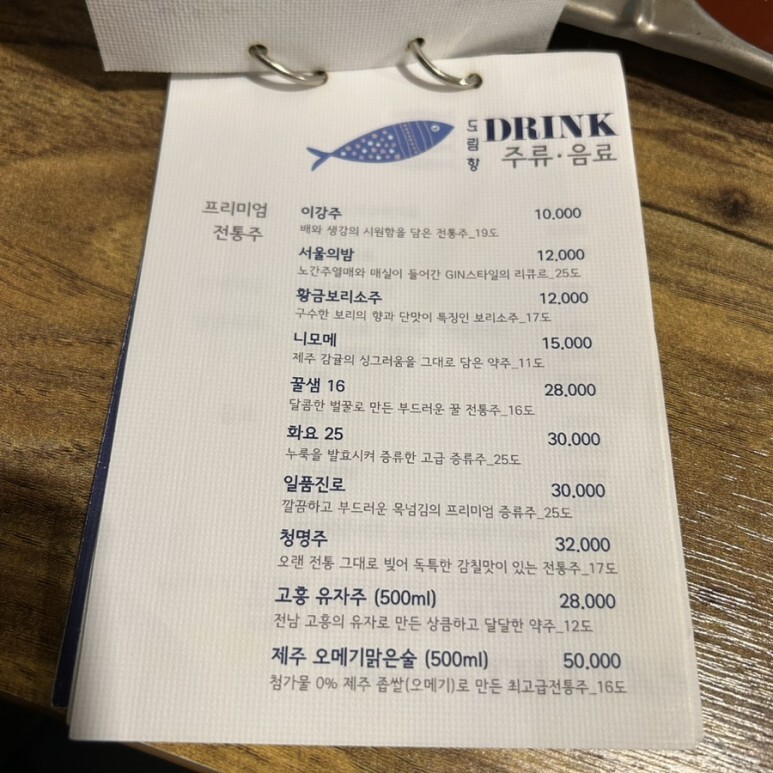 도림향
DRINK
주류·음료
프리미엄
전통주
이강주 10,000
배와 생강의 시원함을 담은 전통주_19도
서울의밤 12,000
노간주열매와 매실이 들어간 GIN스타일의 리큐르_25도
황금보리소주 12,000
구수한 보리의 향과 단맛이 특징인 보리소주_17도
니모메 15,000
제주 감귤의 싱그러움을 그대로 담은 약주_11도
꿀샘 16 28,000
달콤한 벌꿀로 만든 부드러운 꿀 전통주_16도
화요 25 30,000
누룩을 발효시켜 증류한 고급 증류주_25도
일품진로 30,000
깔끔하고 부드러운 목넘김의 프리미엄 증류주_25도
청명주 32,000
오랜 전통 그대로 빚어 독특한 감칠맛이 있는 전통주_17도
고흥 유자주 (500ml) 28,000
전남 고흥의 유자로 만든 상큼하고 달달한 약주_12도
제주 오메기맑은술 (500ml) 50,000
첨가물 0% 제주 좁쌀(오메기)로 만든 최고급전통주_16도